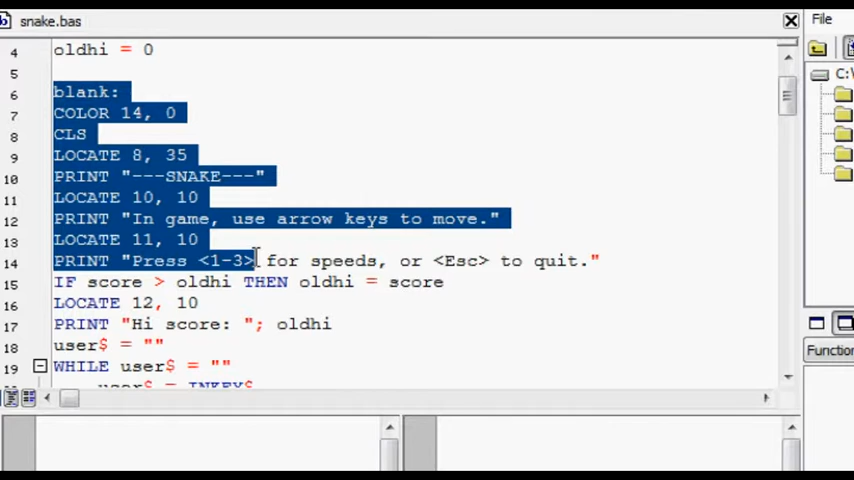 snake.bas
File
4 oldhi = 0
5
6 blank:
7 COLOR 14, 0
8 CLS
9 LOCATE 8, 35
10 PRINT "---SNAKE---"
11 LOCATE 10, 10
12 PRINT "In game, use arrow keys to move."
13 LOCATE 11, 10
14 PRINT "Press <1-3> for speeds, or <Esc> to quit."
15 IF score > oldhi THEN oldhi = score
16 LOCATE 12, 10
17 PRINT "Hi score: "; oldhi
18 user$ = ""
19 WHILE user$ = ""
user$ = INKEY$
C:\
Function